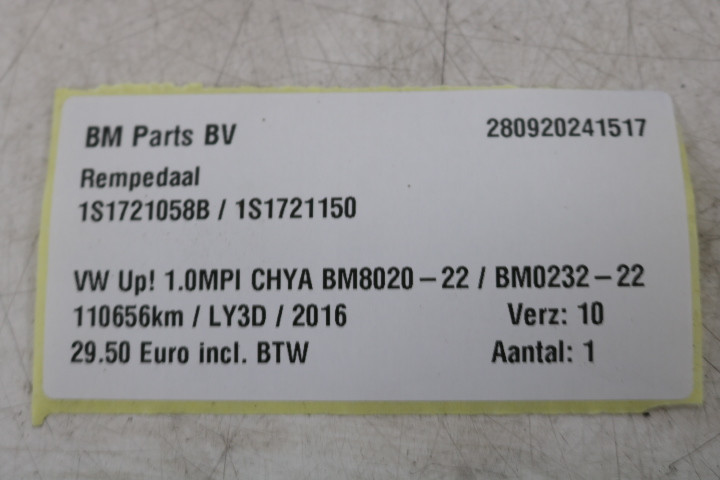 BM Parts BV 280920241517
Rempedaal
1S1721058B / 1S1721150
VW Up! 1.0MPI CHYA BM8020-22 / BM0232-22
110656km / LY3D / 2016 Verz: 10
29.50 Euro incl. BTW Aantal: 1